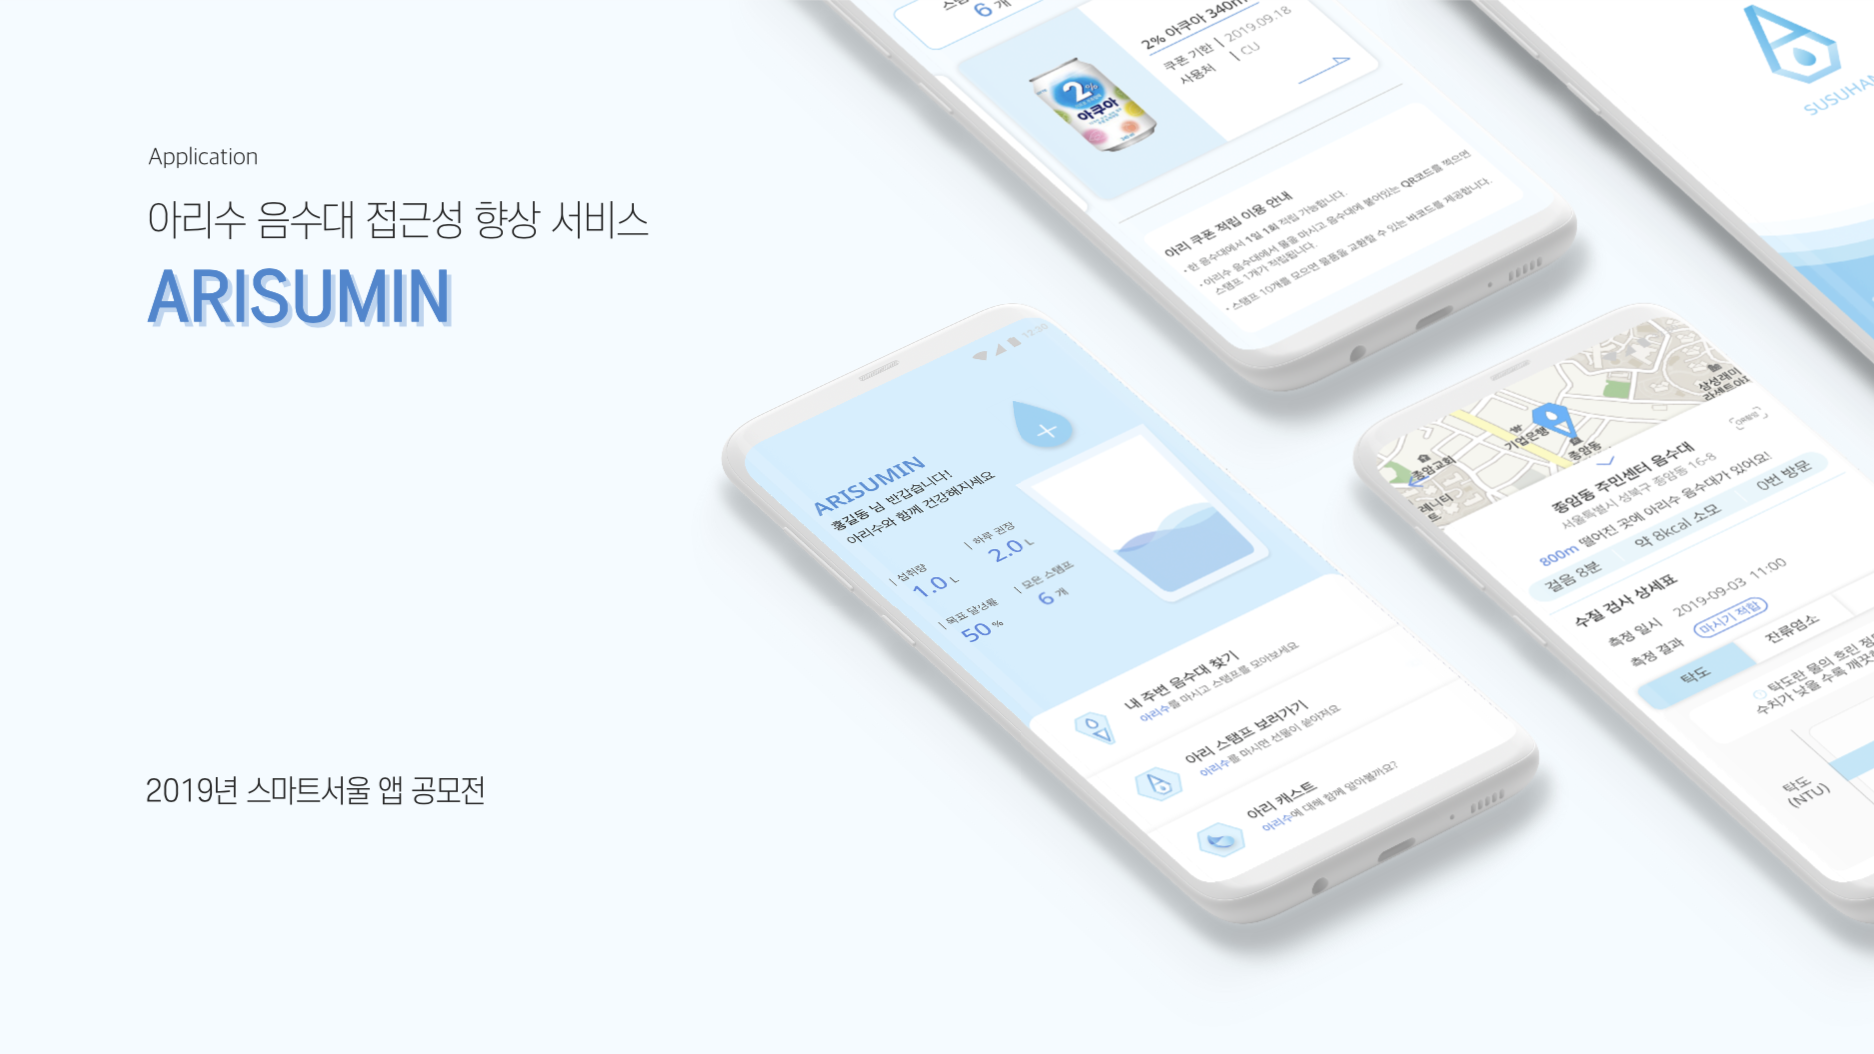 Application
아리수 음수대 접근성 향상 서비스
ARISUMIN
2019년 스마트서울 앱 공모전
6 개
2% 아쿠아 340m
쿠폰 기한 | 2019.09.18
사용처 | CU
2%
아쿠아
아리 쿠폰 적립 이용 안내
· 한 음수대에서 1일 1회 적립 가능합니다.
· 아리수 음수대에서 물을 마시고 음수대에 붙어있는 QR코드를 찍으면
스탬프 1개가 적립됩니다.
· 스탬프 10개를 모으면 물품을 교환할 수 있는 바코드를 제공합니다.
SUSUHAN
12:30
ARISUMIN
홍길동 님 반갑습니다!
아리수와 함께 건강해지세요
| 섭취량
1.0 L
| 하루 권장
2.0 L
| 목표 달성률
50 %
| 모은 스탬프
6 개
내 주변 음수대 찾기
아리수를 마시고 스탬프를 모아보세요
아리 스탬프 보러가기
아리수를 마시면 선물이 쏟아져요
아리 캐스트
아리수에 대해 함께 알아볼까요?
삼성래미
라세트아파
기업은행
종암동
종암교회
래니티
트
종암동 주민센터 음수대
서울특별시 성북구 종암동 16-8
800m 떨어진 곳에 아리수 음수대가 있어요!
걸음 8분
약 8kcal 소모
0번 방문
수질 검사 상세표
측정 일시 2019-09-03 11:00
측정 결과 마시기 적합
탁도
잔류염소
탁도란 물의 흐린 정
수치가 낮을 수록 깨끗
탁도
(NTU)